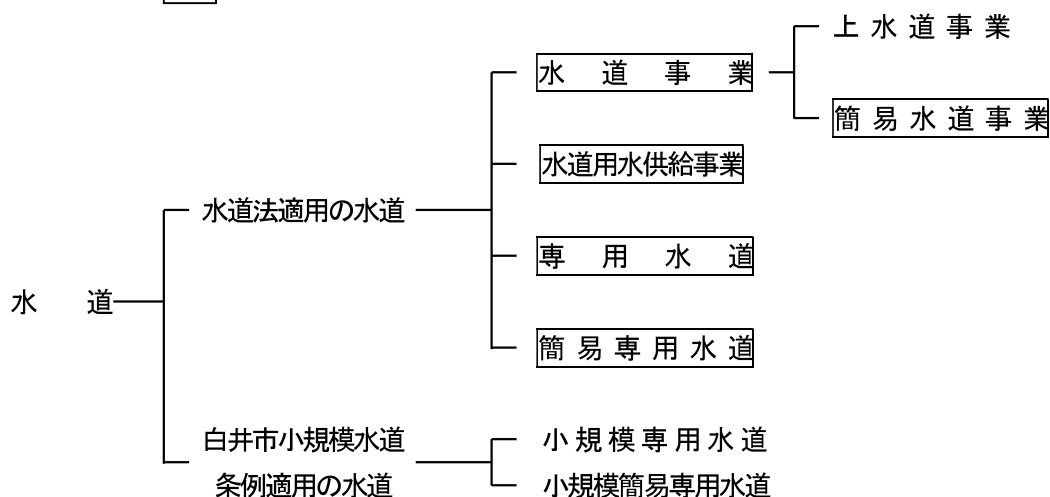 上水道事業
水道事業
簡易水道事業
水道用水供給事業
水道法適用の水道
専用水道
水道
簡易専用水道
白井市小規模水道
条例適用の水道
小規模専用水道
小規模簡易専用水道